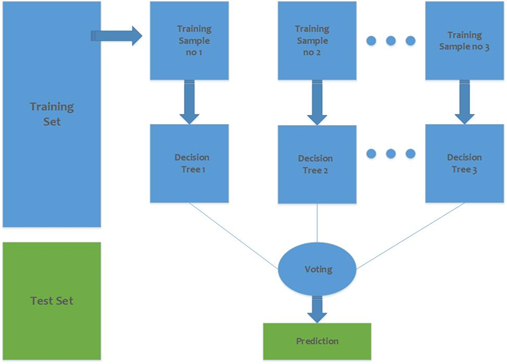 Training
Set
Training
Sample
no 1
Training
Sample
no 2
Training
Sample no 3
Decision
Tree 1
Decision
Tree 2
Decision
Tree 3
Voting
Test Set
Prediction